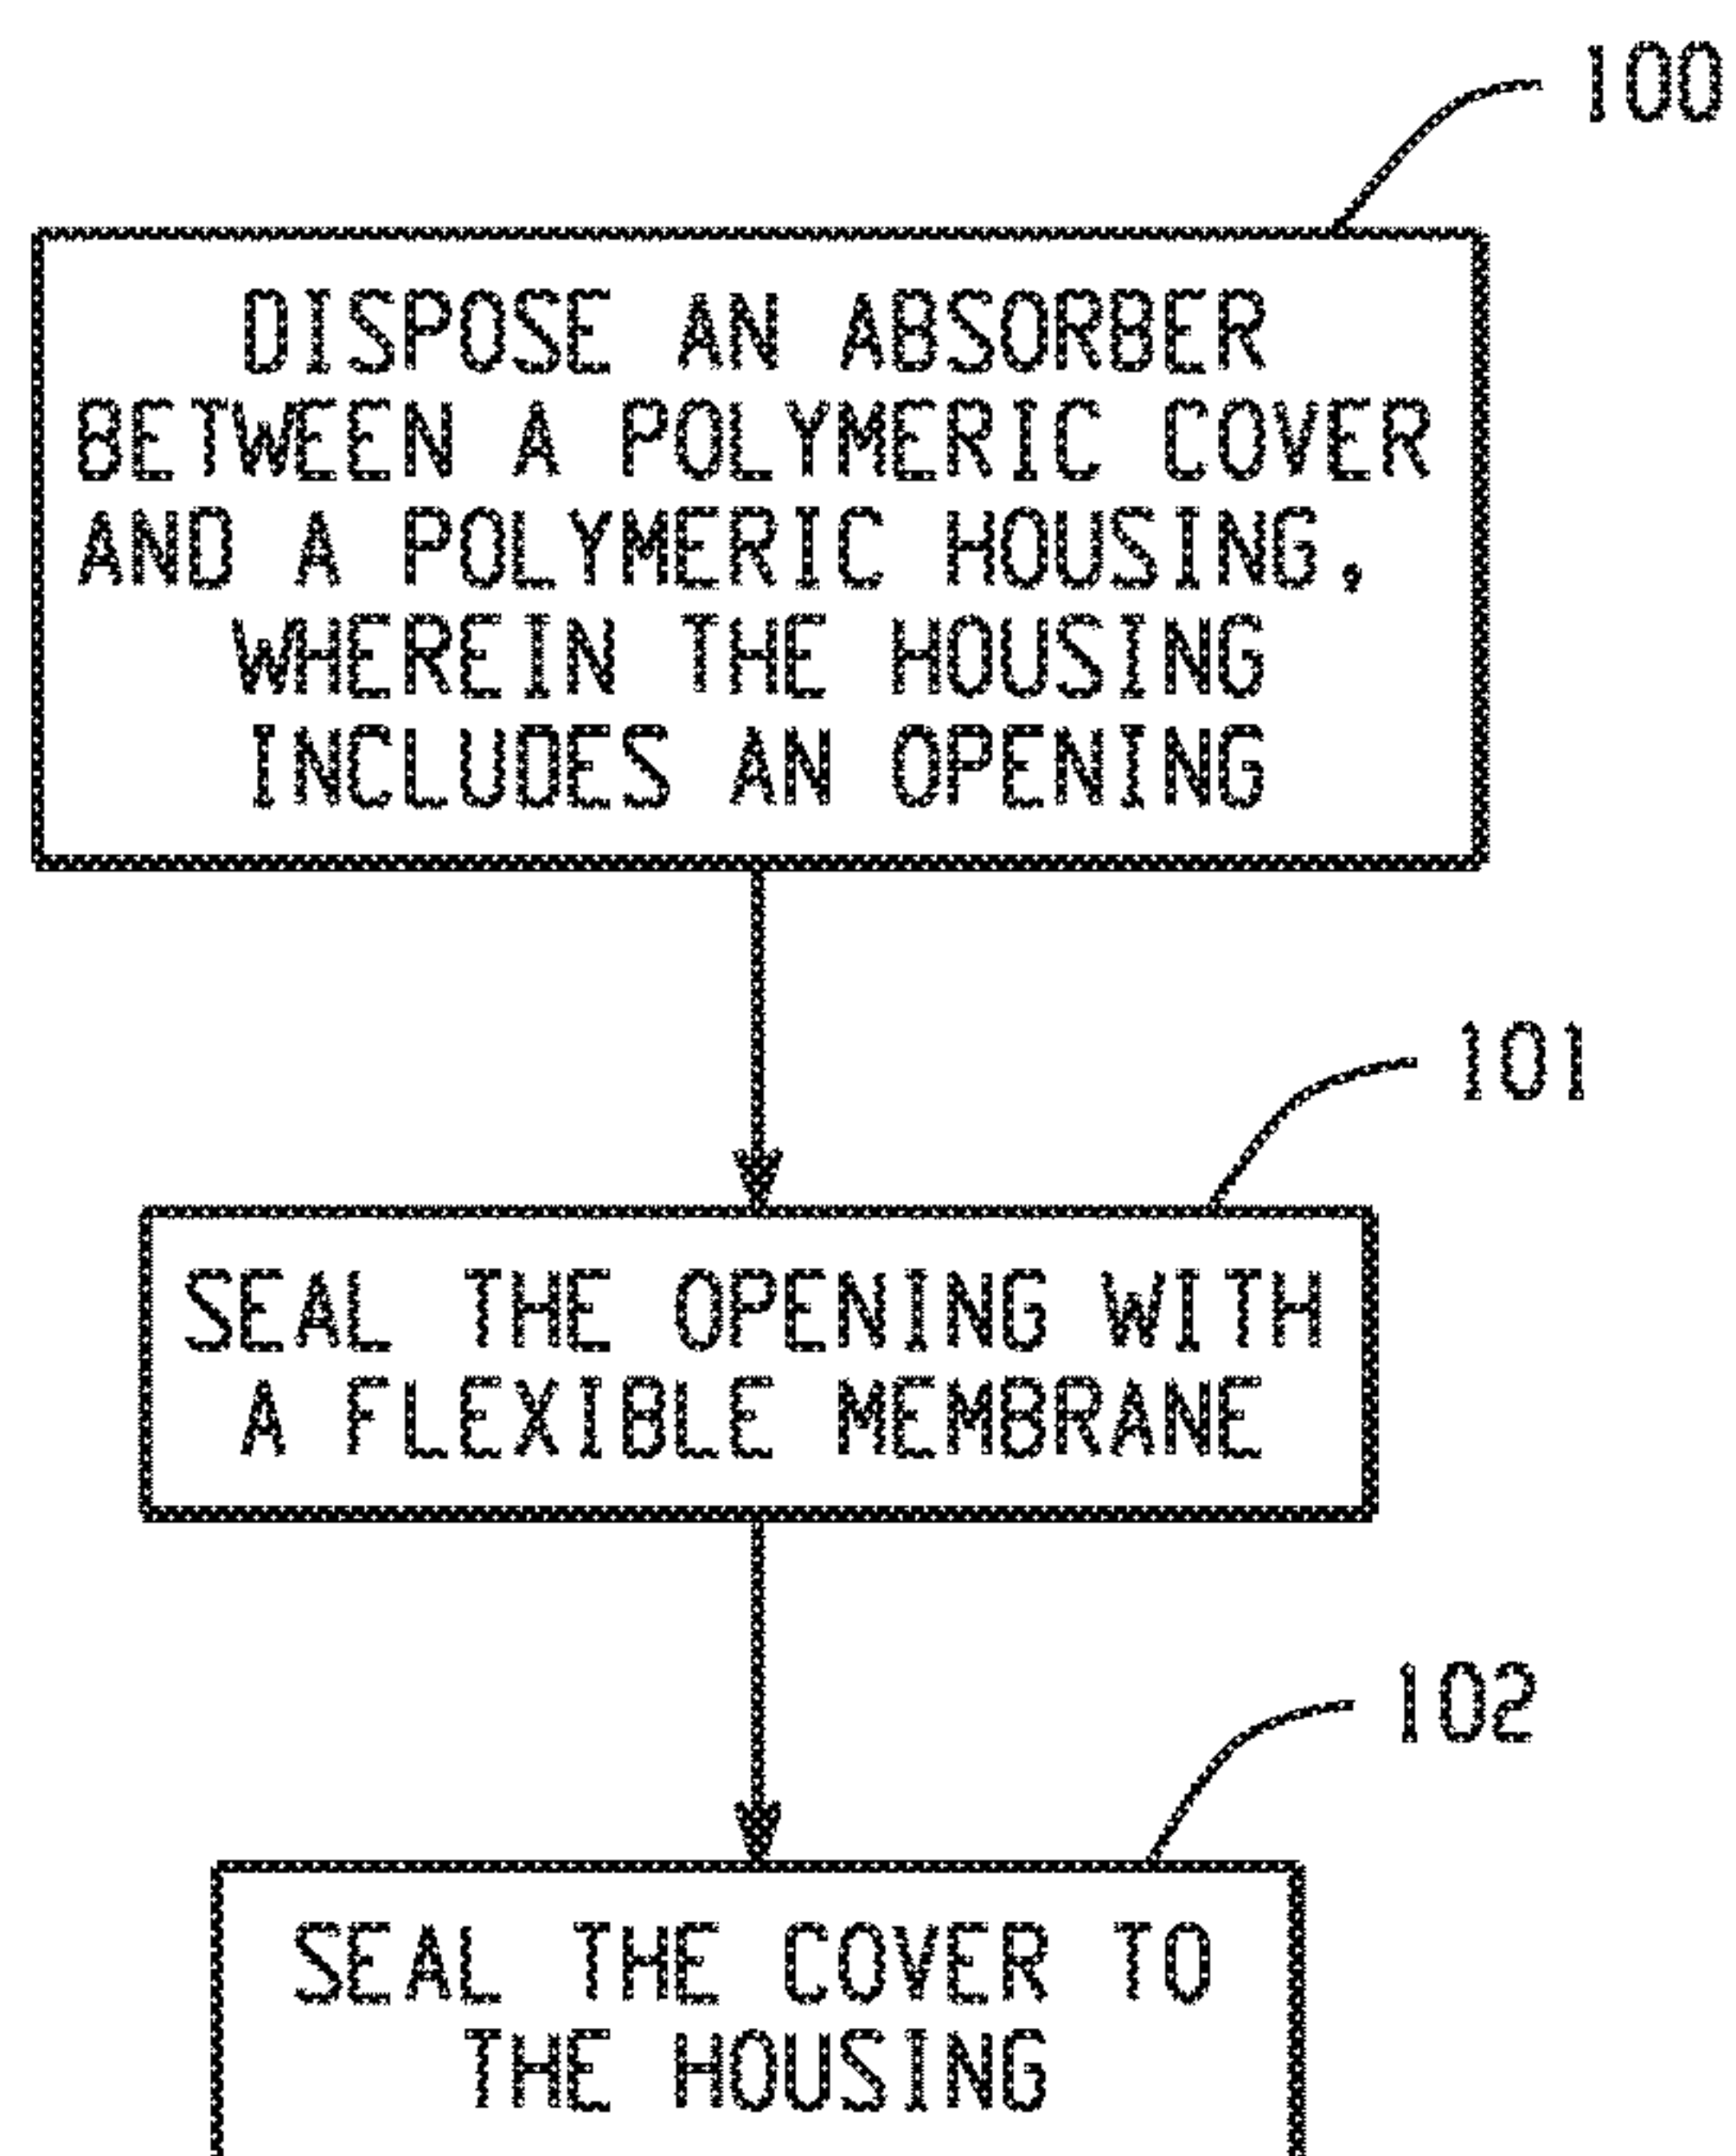 100
DISPOSE AN ABSORBER
BETWEEN A POLYMERIC COVER
AND A POLYMERIC HOUSING,
WHEREIN THE HOUSING
INCLUDES AN OPENING
101
SEAL THE OPENING WITH
A FLEXIBLE MEMBRANE
102
SEAL THE COVER TO
THE HOUSING